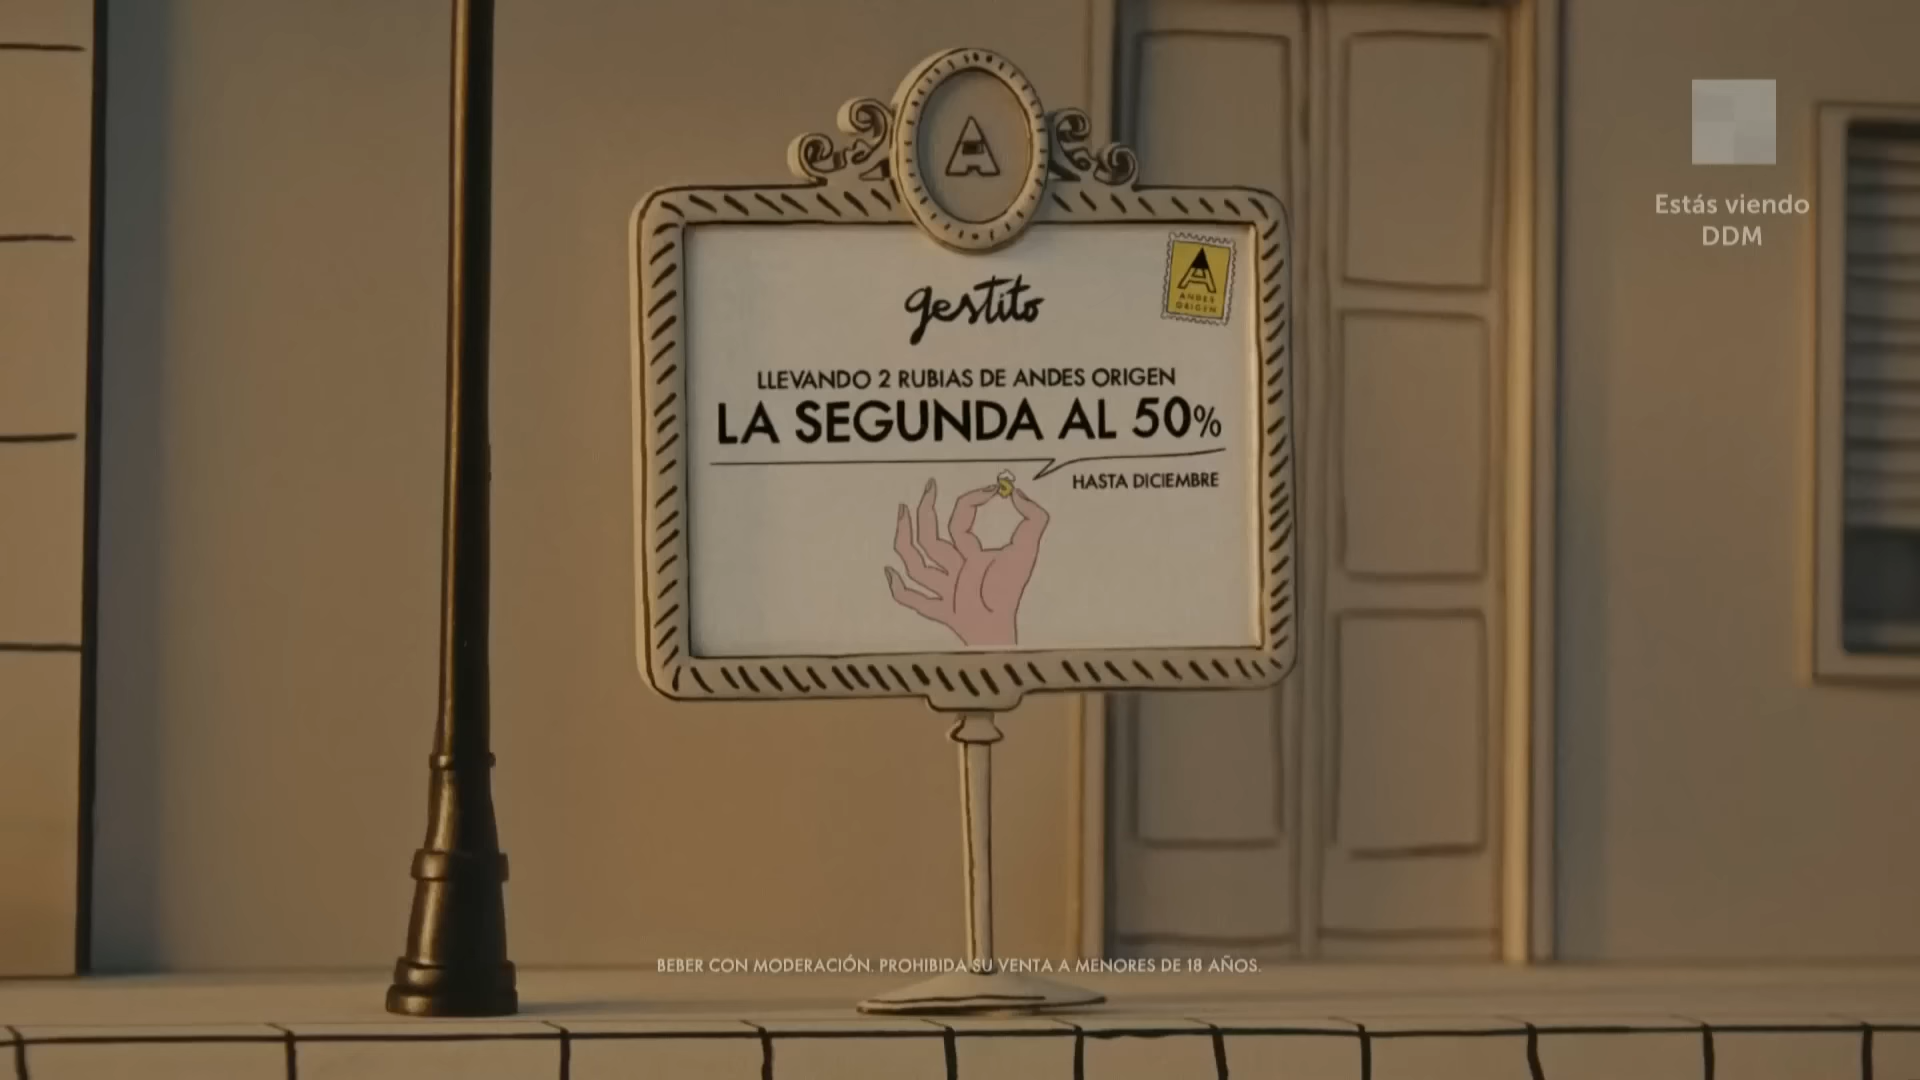 A
Estás viendo
DDM
gestito
A
ANDES
ORIGEN
LLEVANDO 2 RUBIAS DE ANDES ORIGEN
LA SEGUNDA AL 50%
HASTA DICIEMBRE
BEBER CON MODERACIÓN. PROHIBIDA SU VENTA A MENORES DE 18 AÑOS.